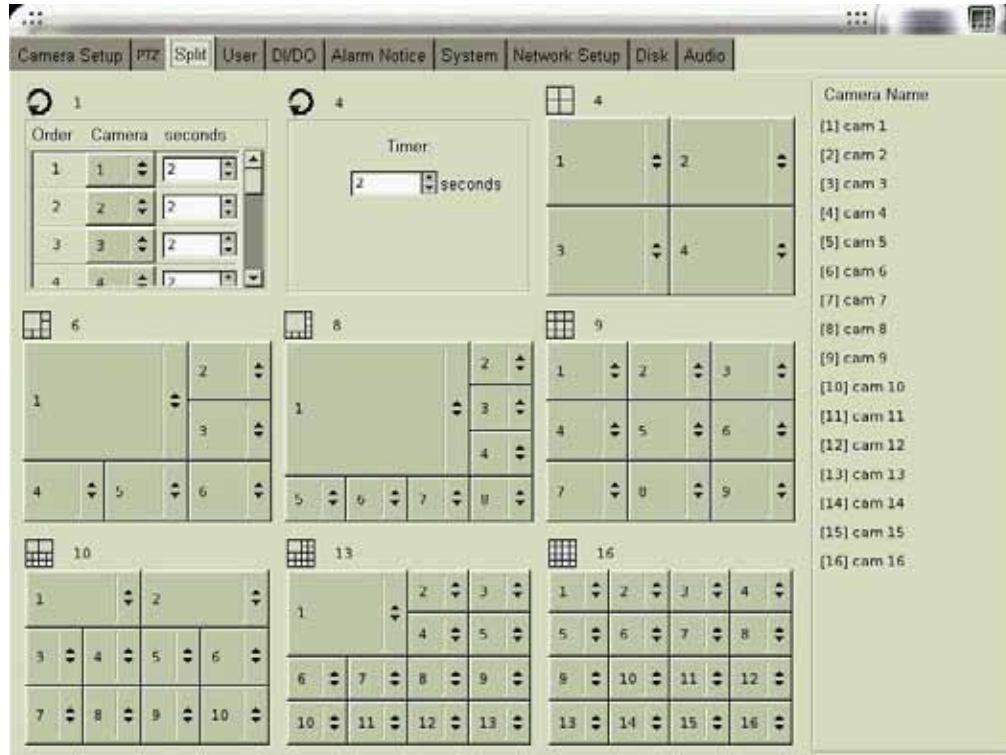 Camera Setup PTZ Split User DI/DO Alarm Notice System Network Setup Disk Audio
1
Order Camera seconds
1 1 2
2 2 2
3 3 2
4 4 2
4
Timer
2 seconds
4
1 2
3 4
6
1 2
3
4 5 6
8
1 2
3
4
5 6 7 8
9
1 2 3
4 5 6
7 8 9
10
1 2
3 4 5 6
7 8 9 10
13
1 2 3
4 5
6 7 8 9
10 11 12 13
16
1 2 3 4
5 6 7 8
9 10 11 12
13 14 15 16
Camera Name
[1] cam 1
[2] cam 2
[3] cam 3
[4] cam 4
[5] cam 5
[6] cam 6
[7] cam 7
[8] cam 8
[9] cam 9
[10] cam 10
[11] cam 11
[12] cam 12
[13] cam 13
[14] cam 14
[15] cam 15
[16] cam 16